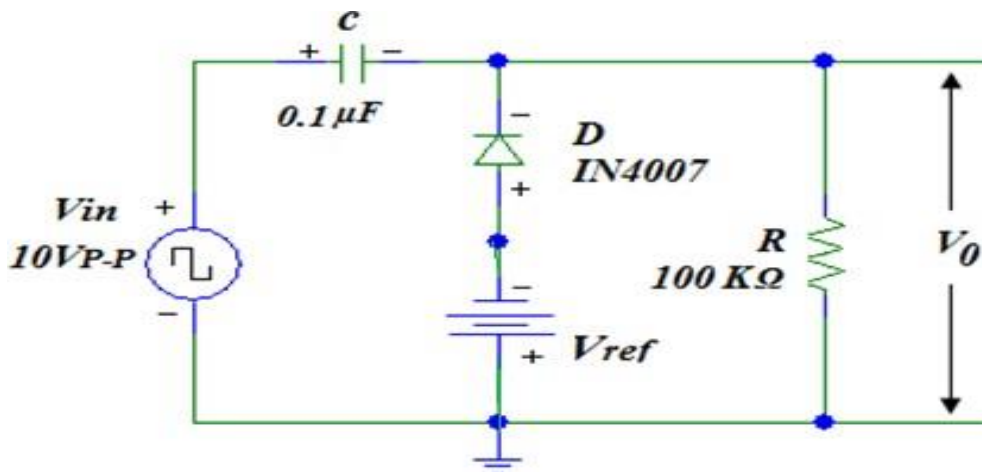 c
+ −
0.1 µF
−
D
IN4007
+
Vin +
10VP-P
−
R
100 KΩ
V0
−
Vref
+